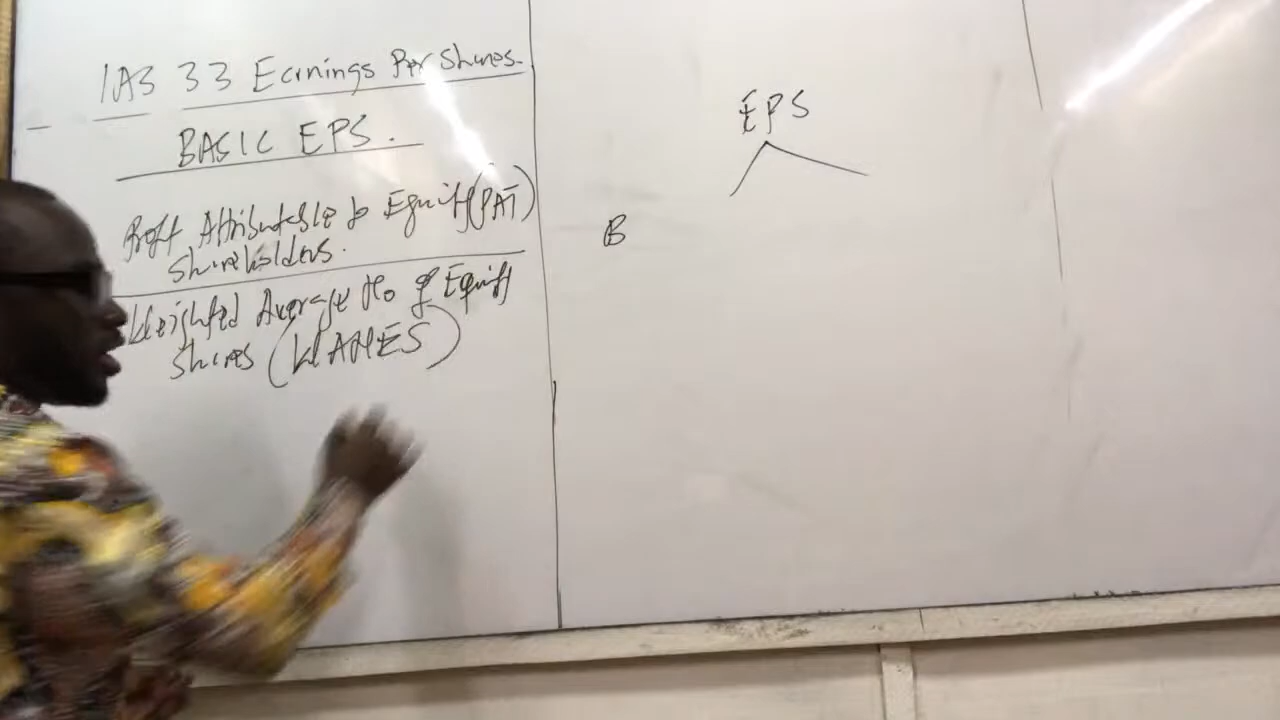 IAS 33 Earnings Per Shares.
BASIC EPS.
Profit Attributable to Equity (PAT)
Shareholders.
Weighted Average No of Equity
Shares (WANES)
EPS
B